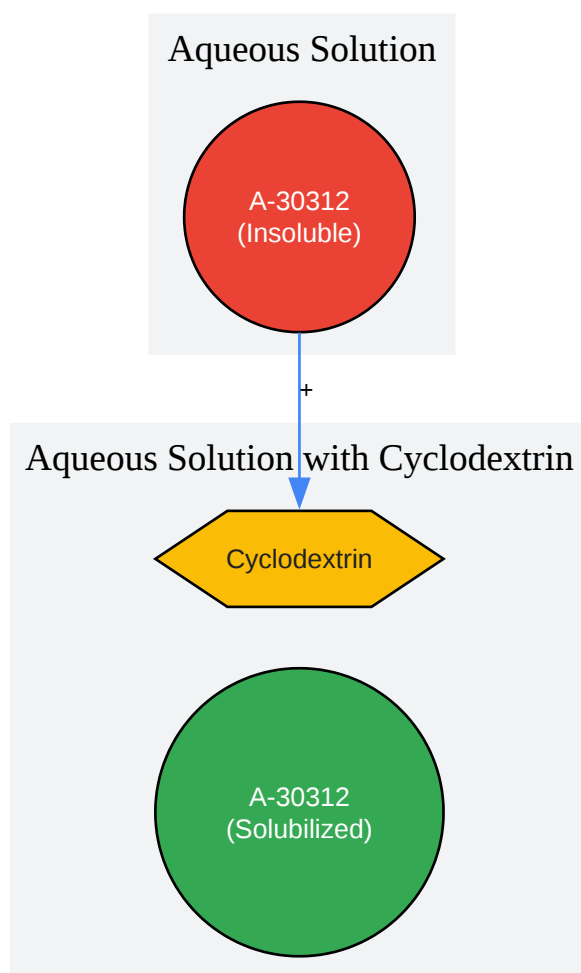 Aqueous Solution
A-30312
(Insoluble)
+
Aqueous Solution with Cyclodextrin
Cyclodextrin
A-30312
(Solubilized)